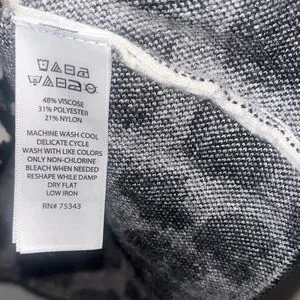 48% VISCOSE
31% POLYESTER
21% NYLON
MACHINE WASH COOL
DELICATE CYCLE
WASH WITH LIKE COLORS
ONLY NON-CHLORINE
BLEACH WHEN NEEDED
RESHAPE WHILE DAMP
DRY FLAT
LOW IRON
RN# 75343